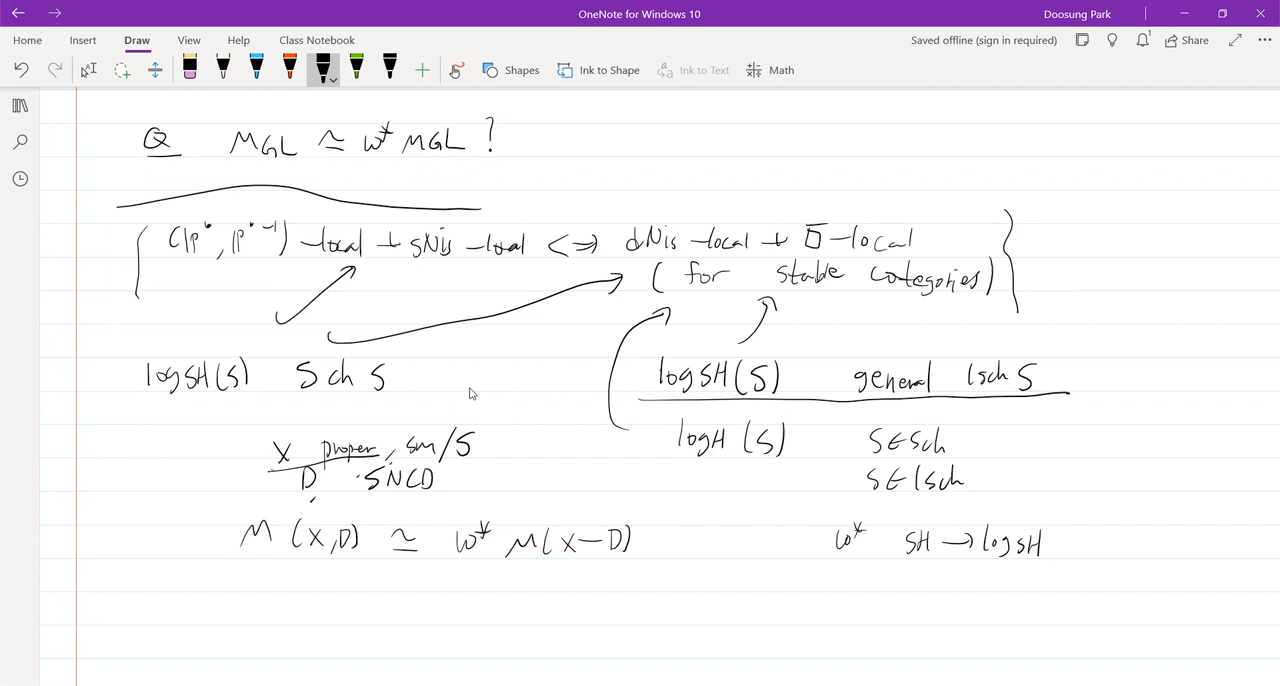 OneNote for Windows 10
Doosung Park
Home Insert Draw View Help Class Notebook
Saved offline (sign in required) Share
Shapes Ink to Shape Ink to Text Math
Q MGL ≃ ω* MGL ?
(ℙⁿ, ℙⁿ⁻¹) -local + sNis -local ⟺ dNis -local + □̅ -local
( for stable categories)
logSH(S) Sch S logSH(S) general lSch S
X proper, sm/S logH (S) S ∈ Sch
D SNCD S ∈ lSch
M (X,D) ≃ ω* M(X-D) ω* SH → logSH